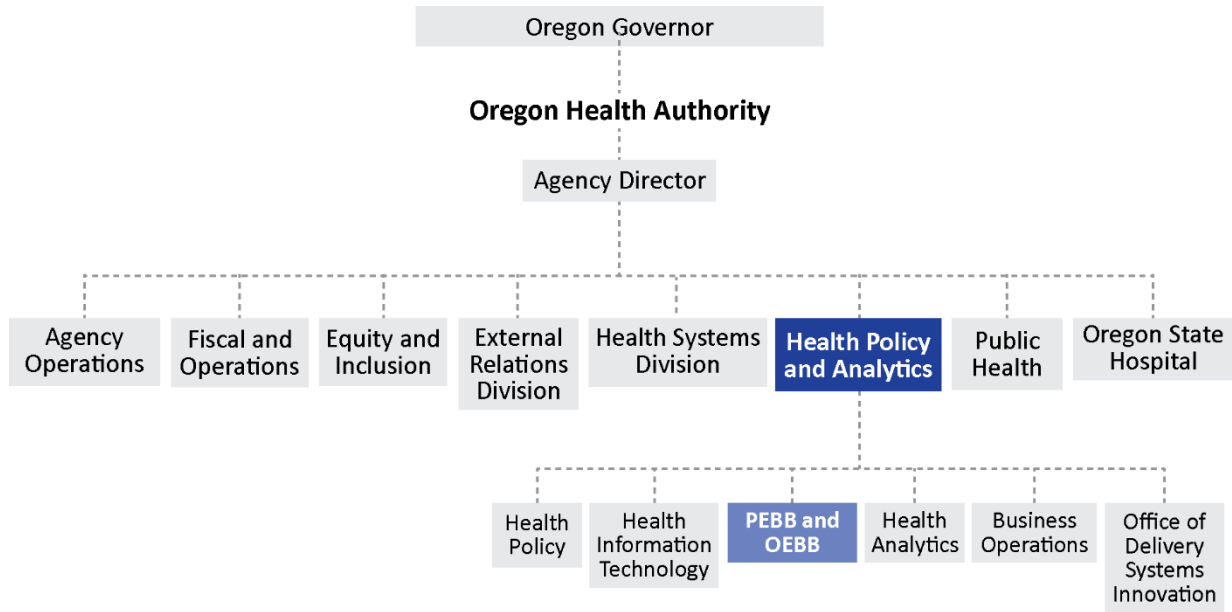 Oregon Governor
Oregon Health Authority
Agency Director
Agency
Operations
Fiscal and
Operations
Equity and
Inclusion
External
Relations
Division
Health Systems
Division
Health Policy
and Analytics
Public
Health
Oregon State
Hospital
Health
Policy
Health
Information
Technology
PEBB and
OEBB
Health
Analytics
Business
Operations
Office of
Delivery
Systems
Innovation